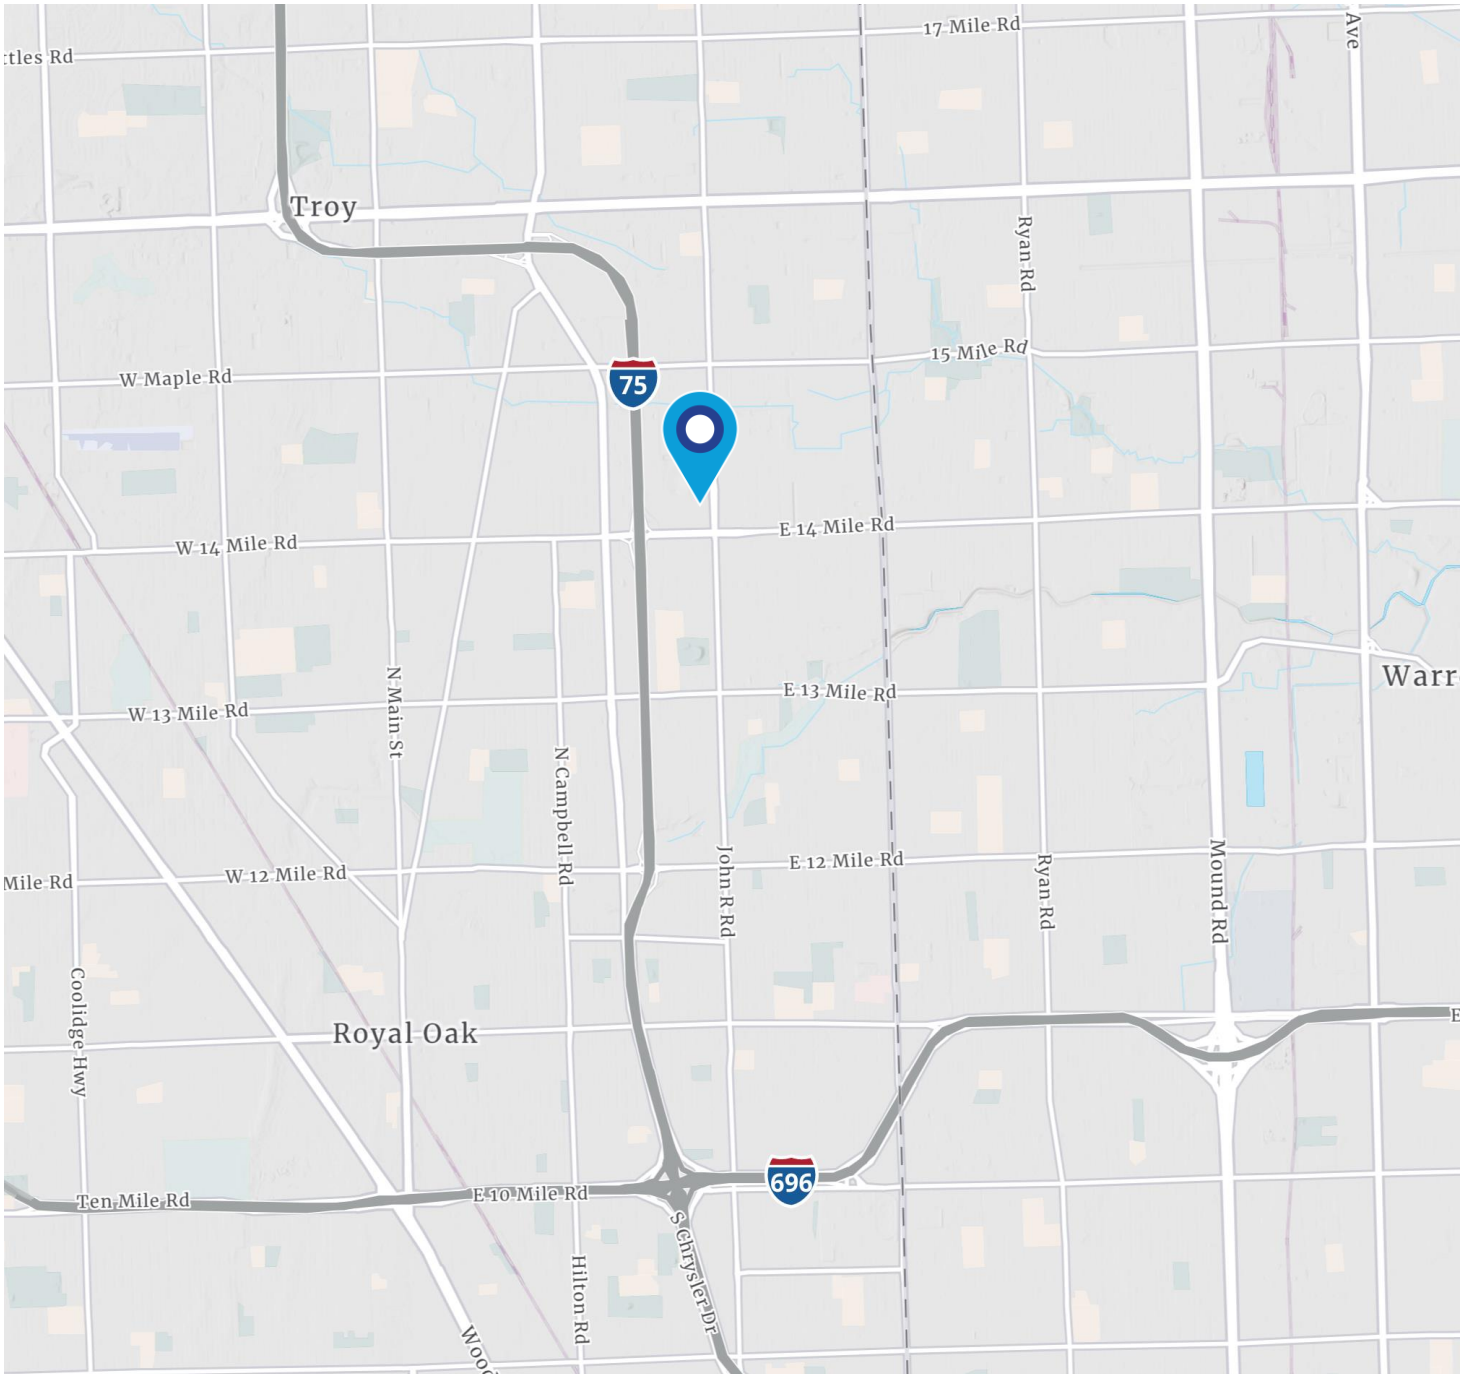 17 Mile Rd
Ave
ttles Rd
Troy
Ryan Rd
15 Mile Rd
W Maple Rd
75
E 14 Mile Rd
W 14 Mile Rd
Warr
N Main St
E 13 Mile Rd
W 13 Mile Rd
N Campbell Rd
John R Rd
E 12 Mile Rd
Ryan Rd
Mound Rd
W 12 Mile Rd
Mile Rd
Coolidge Hwy
Royal Oak
E
696
E 10 Mile Rd
Ten Mile Rd
S Chrysler Dr
Hilton Rd
Wood